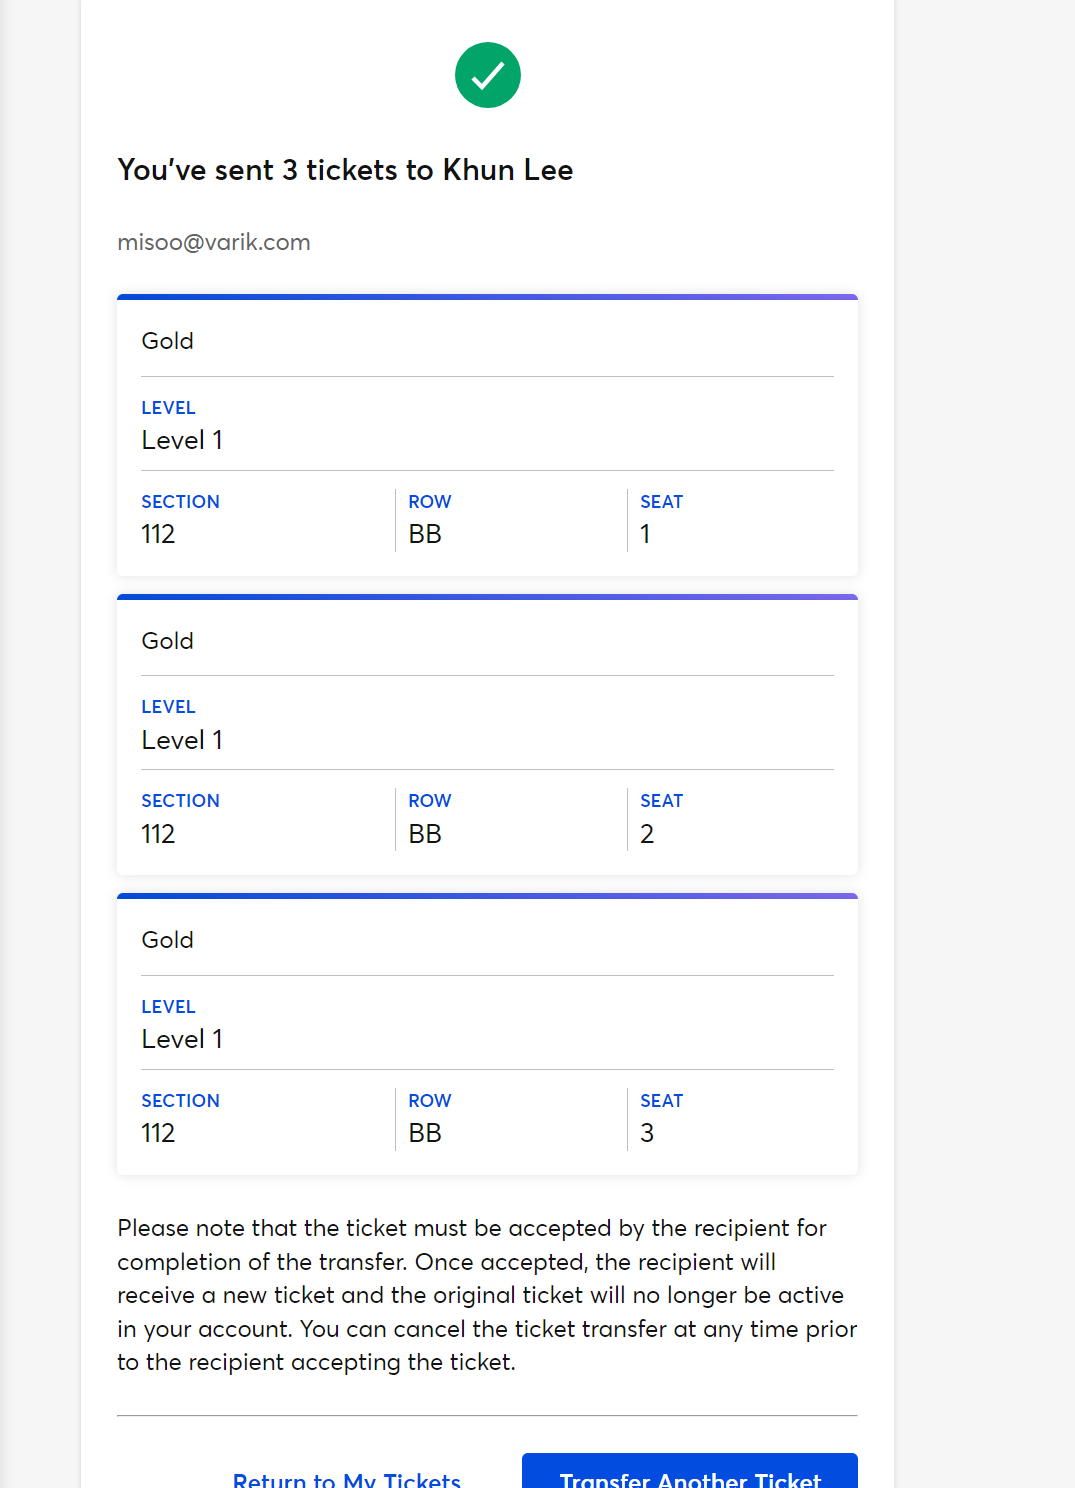 You've sent 3 tickets to Khun Lee
misoo@varik.com
Gold
LEVEL
Level 1
SECTION ROW SEAT
112 BB 1
Gold
LEVEL
Level 1
SECTION ROW SEAT
112 BB 2
Gold
LEVEL
Level 1
SECTION ROW SEAT
112 BB 3
Please note that the ticket must be accepted by the recipient for
completion of the transfer. Once accepted, the recipient will
receive a new ticket and the original ticket will no longer be active
in your account. You can cancel the ticket transfer at any time prior
to the recipient accepting the ticket.
Return to My Tickets Transfer Another Ticket